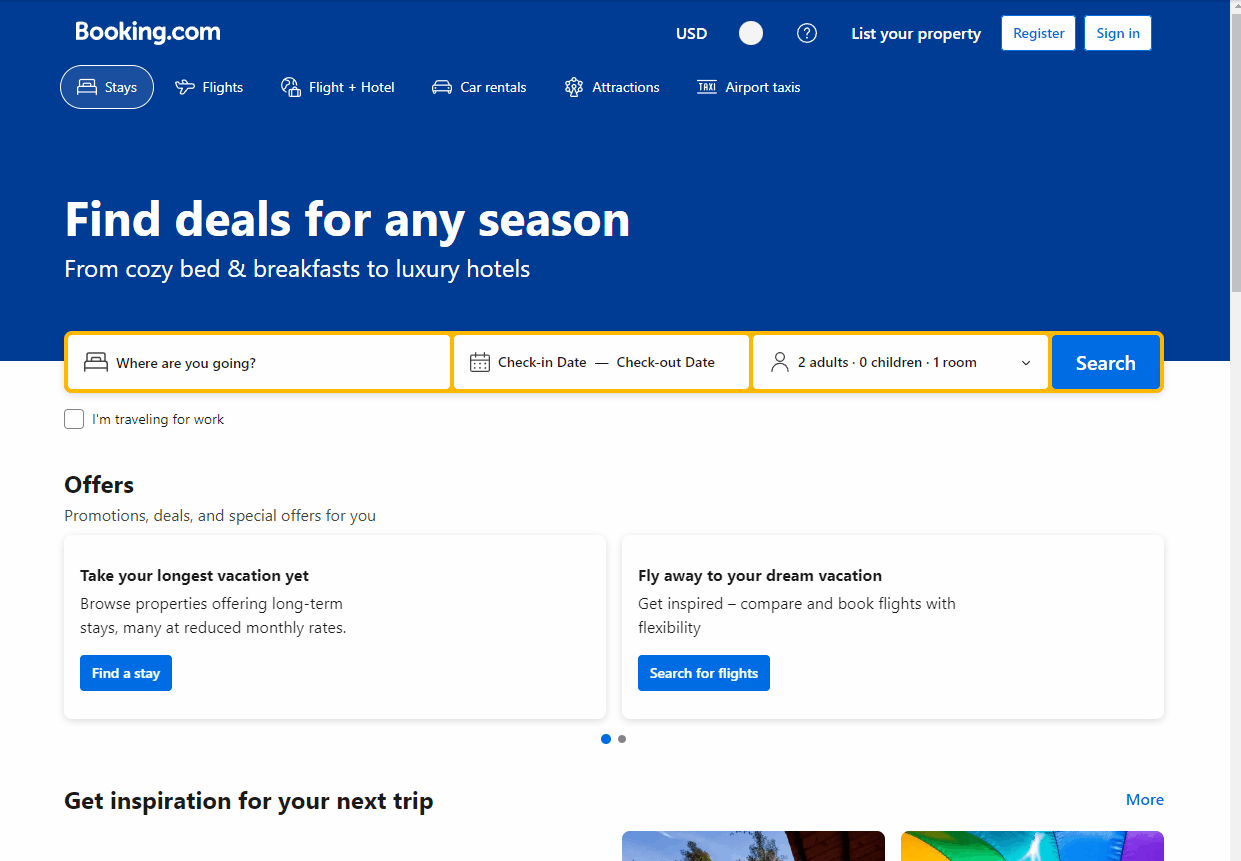 Booking.com
USD
?
List your property
Register
Sign in
Stays
Flights
Flight + Hotel
Car rentals
Attractions
TAXI
Airport taxis
Find deals for any season
From cozy bed & breakfasts to luxury hotels
Where are you going?
Check-in Date — Check-out Date
2 adults · 0 children · 1 room
Search
I'm traveling for work
Offers
Promotions, deals, and special offers for you
Take your longest vacation yet
Browse properties offering long-term
stays, many at reduced monthly rates.
Find a stay
Fly away to your dream vacation
Get inspired – compare and book flights with
flexibility
Search for flights
Get inspiration for your next trip
More